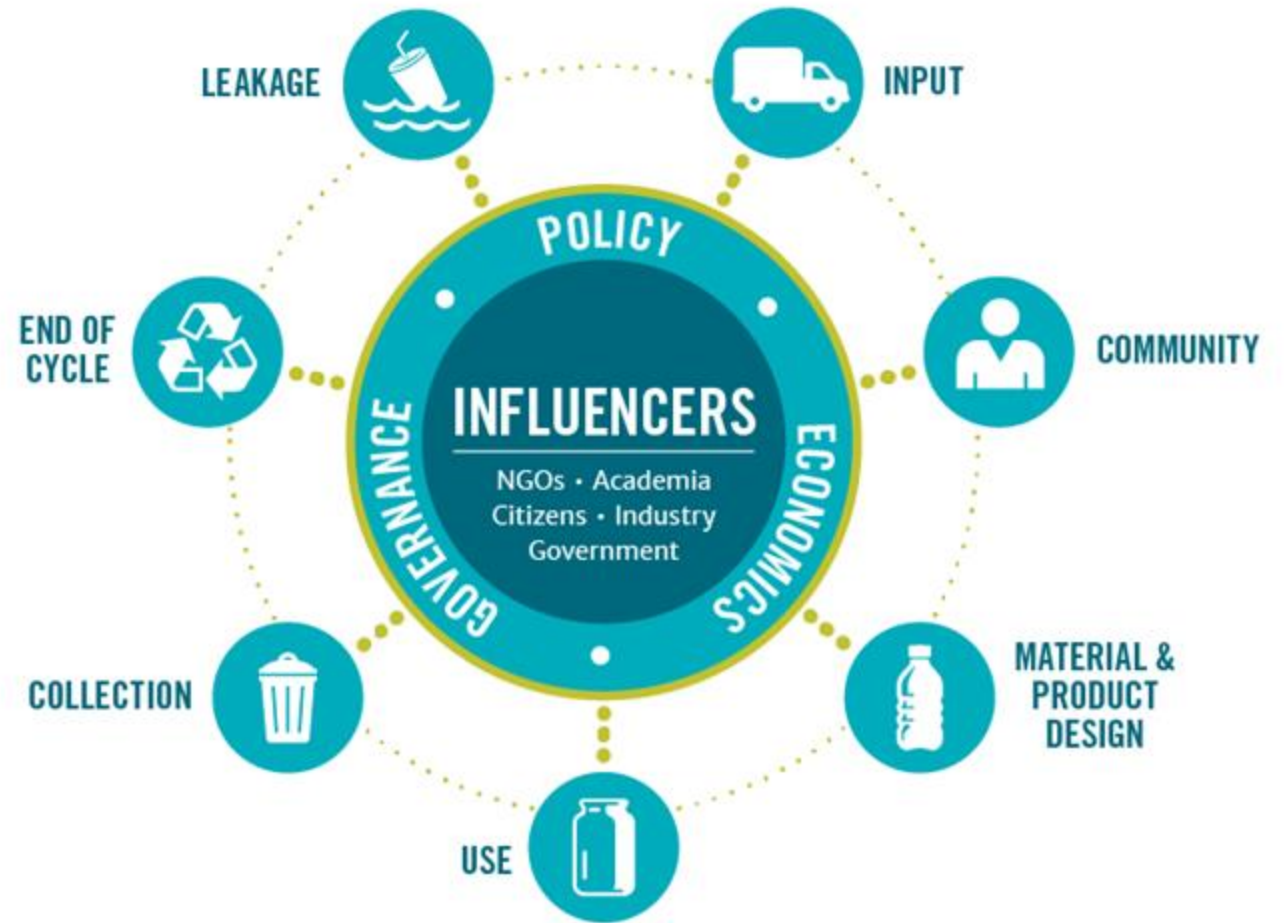 LEAKAGE
INPUT
POLICY
END OF
CYCLE
COMMUNITY
INFLUENCERS
NGOs • Academia
Citizens • Industry
Government
GOVERNANCE
ECONOMICS
COLLECTION
MATERIAL &
PRODUCT
DESIGN
USE